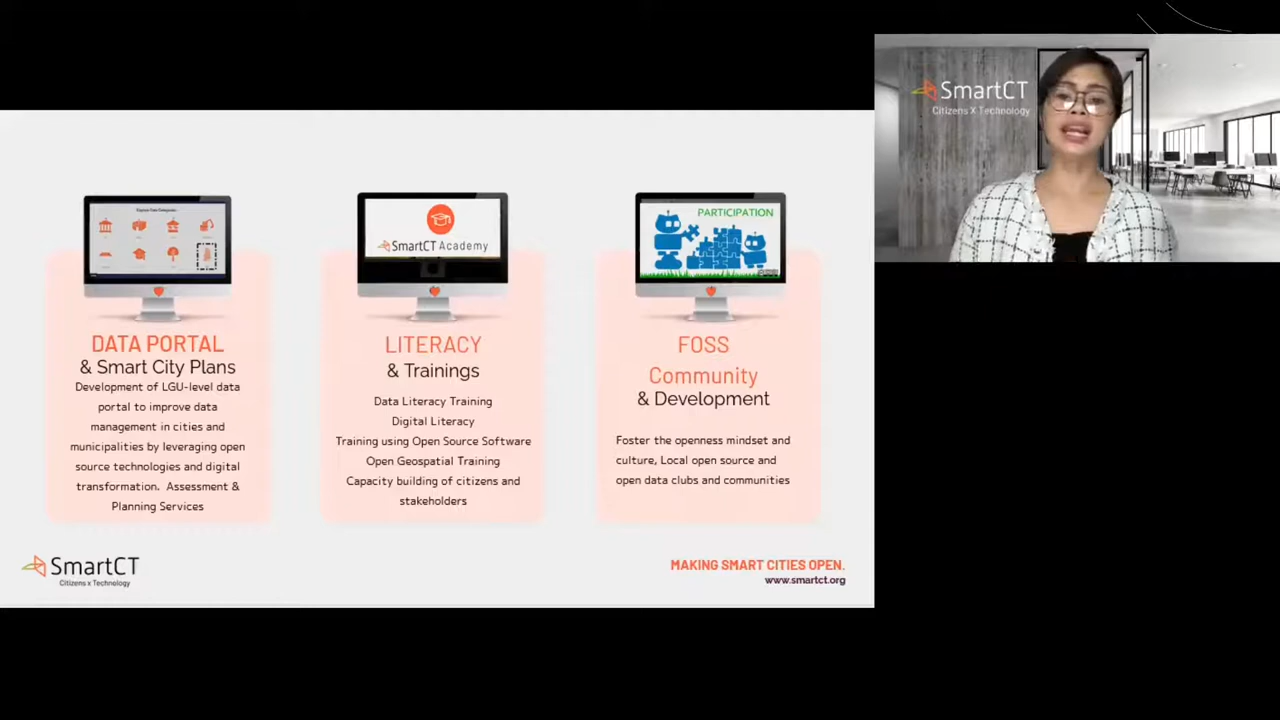 SmartCT
Citizens X Technology
SmartCT Academy
PARTICIPATION
DATA PORTAL
& Smart City Plans
Development of LGU-level data
portal to improve data
management in cities and
municipalities by leveraging open
source technologies and digital
transformation. Assessment &
Planning Services
LITERACY
& Trainings
Data Literacy Training
Digital Literacy
Training using Open Source Software
Open Geospatial Training
Capacity building of citizens and
stakeholders
FOSS
Community
& Development
Foster the openness mindset and
culture, Local open source and
open data clubs and communities
SmartCT
Citizens x Technology
MAKING SMART CITIES OPEN.
www.smartct.org